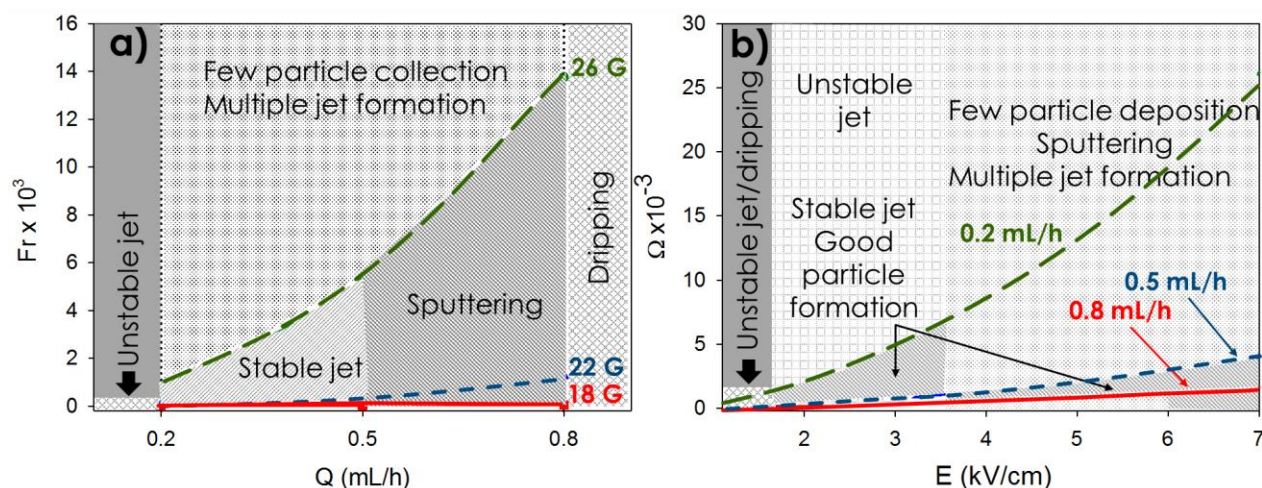 a)
Few particle collection
Multiple jet formation
Unstable jet
Stable jet
Sputtering
Dripping
26 G
22 G
18 G
Fr x 10³
16
14
12
10
8
6
4
2
0
0.2
0.5
0.8
Q (mL/h)
b)
Unstable jet/dripping
Unstable
jet
Few particle deposition
Sputtering
Multiple jet formation
Stable jet
Good
particle
formation
0.2 mL/h
0.5 mL/h
0.8 mL/h
Ω x10⁻³
30
25
20
15
10
5
0
2
3
4
5
6
7
E (kV/cm)